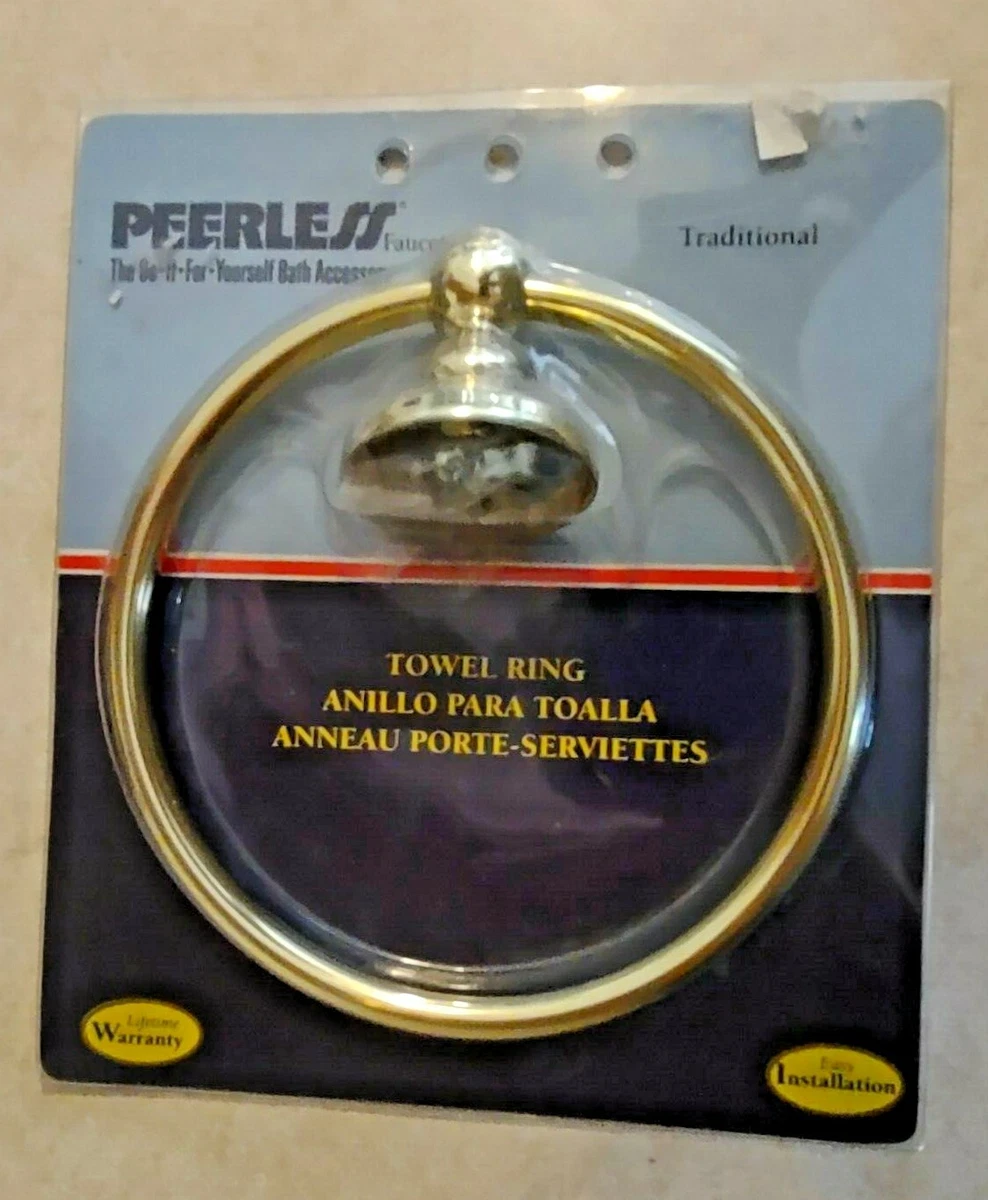 PEERLESS®
Traditional
The Do-It-For-Yourself Bath
TOWEL RING
ANILLO PARA TOALLA
ANNEAU PORTE-SERVIETTES
Lifetime
Warranty
Easy
Installation